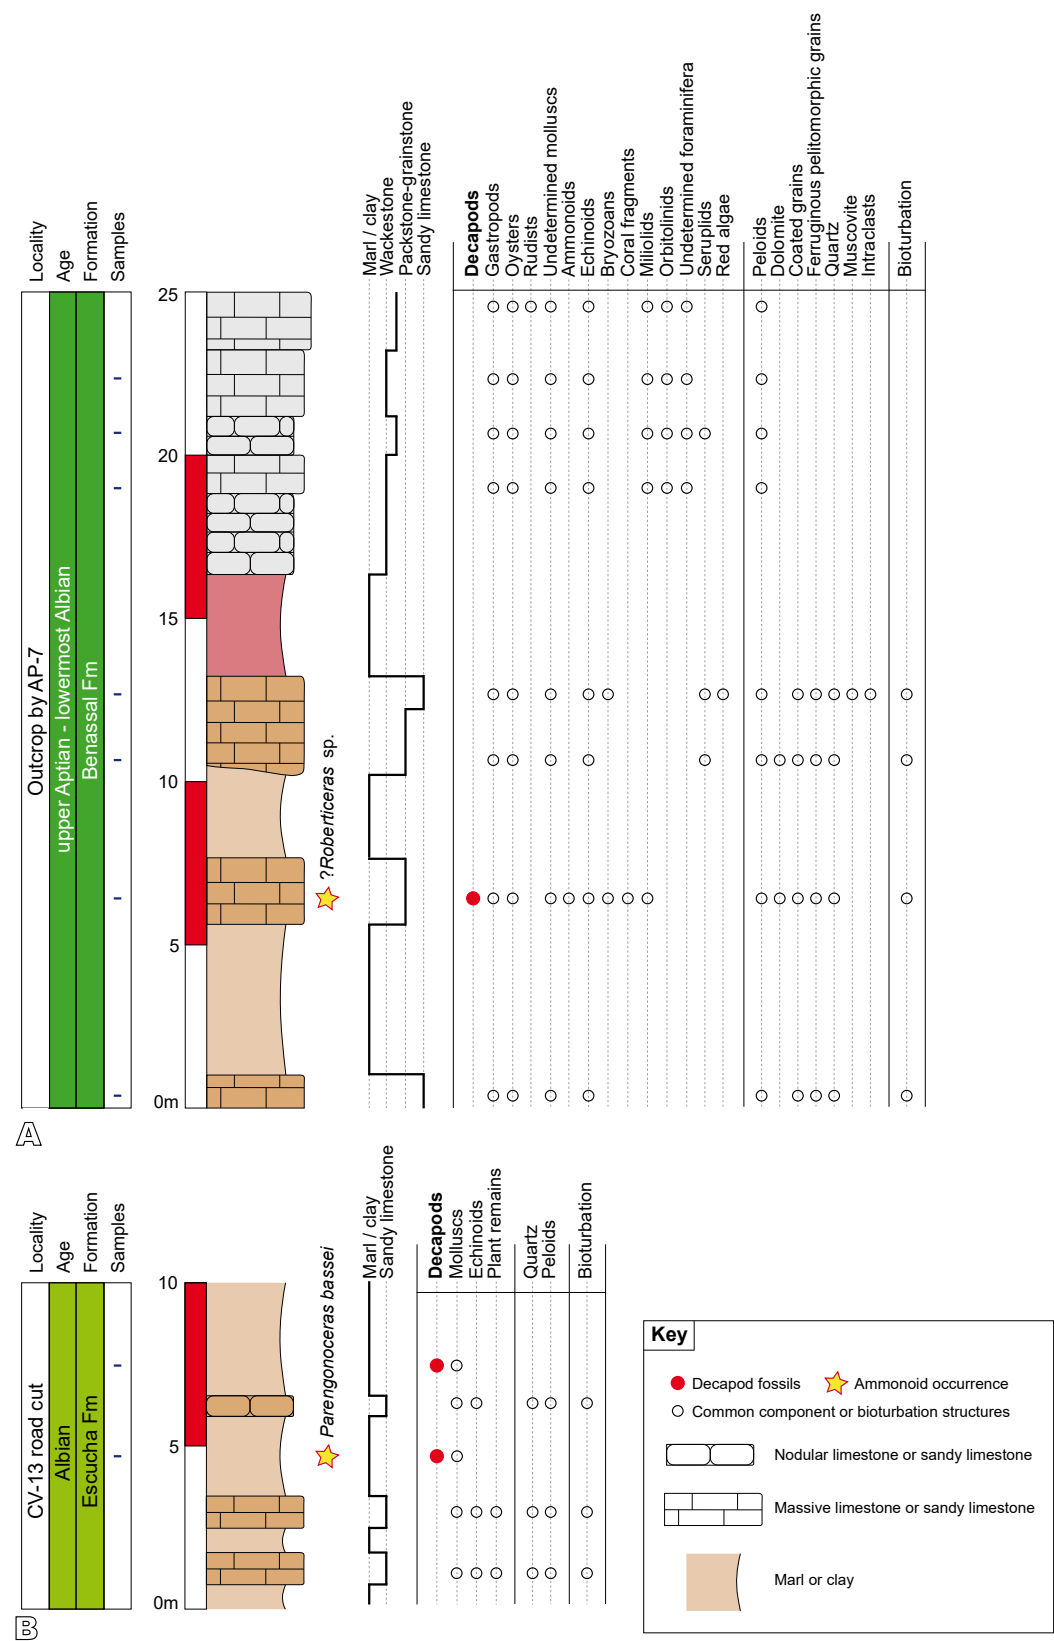 Locality
Age
Formation
Samples
Marl / clay
Wackestone
Packstone-grainstone
Sandy limestone
Decapods
Gastropods
Oysters
Rudists
Undetermined molluscs
Ammonoids
Echinoids
Bryozoans
Coral fragments
Miliolids
Orbitolinids
Undetermined foraminifera
Seruplids
Red algae
Peloids
Dolomite
Coated grains
Ferruginous pelitomorphic grains
Quartz
Muscovite
Intraclasts
Bioturbation
Outcrop by AP-7
upper Aptian - lowermost Albian
Benassal Fm
25
20
15
10
5
0m
?Roberticeras sp.
A
Locality
Age
Formation
Samples
Marl / clay
Sandy limestone
Decapods
Molluscs
Echinoids
Plant remains
Quartz
Peloids
Bioturbation
CV-13 road cut
Albian
Escucha Fm
10
5
0m
Parengonoceras bassei
B
Key
Decapod fossils
Ammonoid occurrence
Common component or bioturbation structures
Nodular limestone or sandy limestone
Massive limestone or sandy limestone
Marl or clay